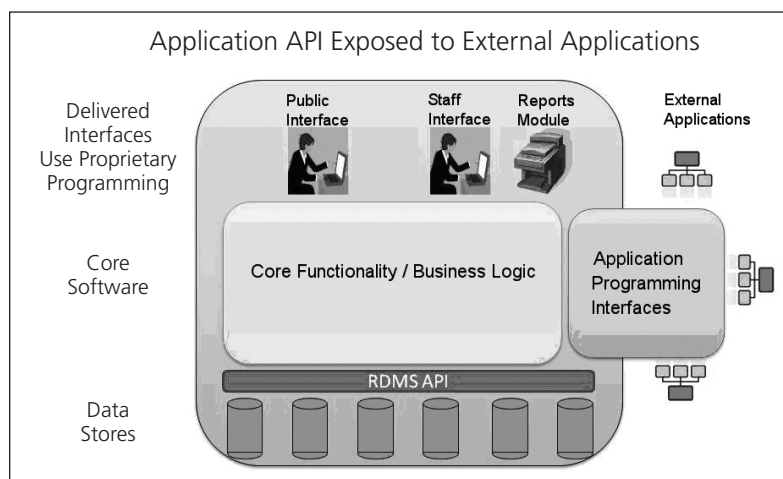 Application API Exposed to External Applications
Delivered
Interfaces
Use Proprietary
Programming
Public
Interface
Staff
Interface
Reports
Module
External
Applications
Core
Software
Core Functionality / Business Logic
Application
Programming
Interfaces
RDMS API
Data
Stores